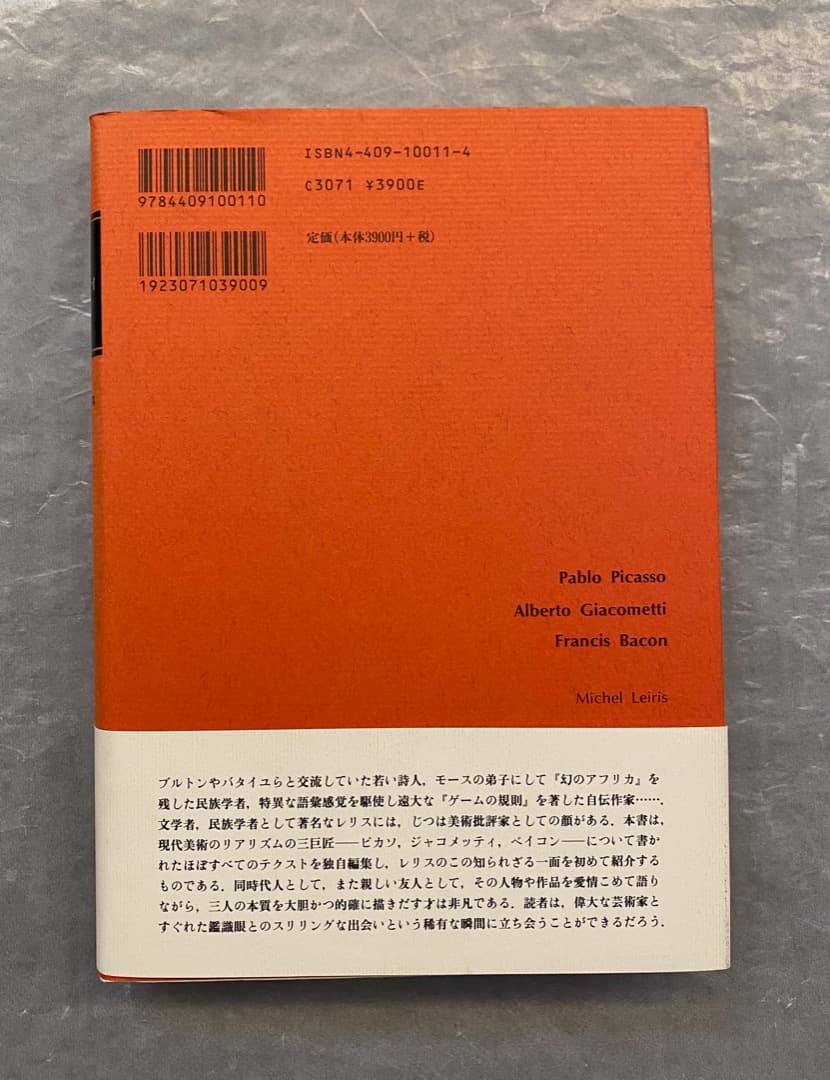 ISBN4-409-10011-4
C3071 ¥3900E
9784409100110
定価(本体3900円+税)
1923071039009
Pablo Picasso
Alberto Giacometti
Francis Bacon
Michel Leiris
ブルトンやバタイユらと交流していた若い詩人，モースの弟子にして『幻のアフリカ』を
残した民族学者，特異な語彙感覚を駆使し遠大な『ゲームの規則』を著した自伝作家……．
文学者，民族学者として著名なレリスには，じつは美術批評家としての顔がある．本書は，
現代美術のリアリズムの三巨匠──ピカソ，ジャコメッティ，ベイコン──について書か
れたほぼすべてのテクストを独自編集し，レリスのこの知られざる一面を初めて紹介する
ものである．同時代人として，また親しい友人として，その人物や作品を愛情こめて語り
ながら，三人の本質を大胆かつ的確に描きだす才は非凡である．読者は，偉大な芸術家と
すぐれた鑑識眼とのスリリングな出会いという稀有な瞬間に立ち会うことができるだろう．